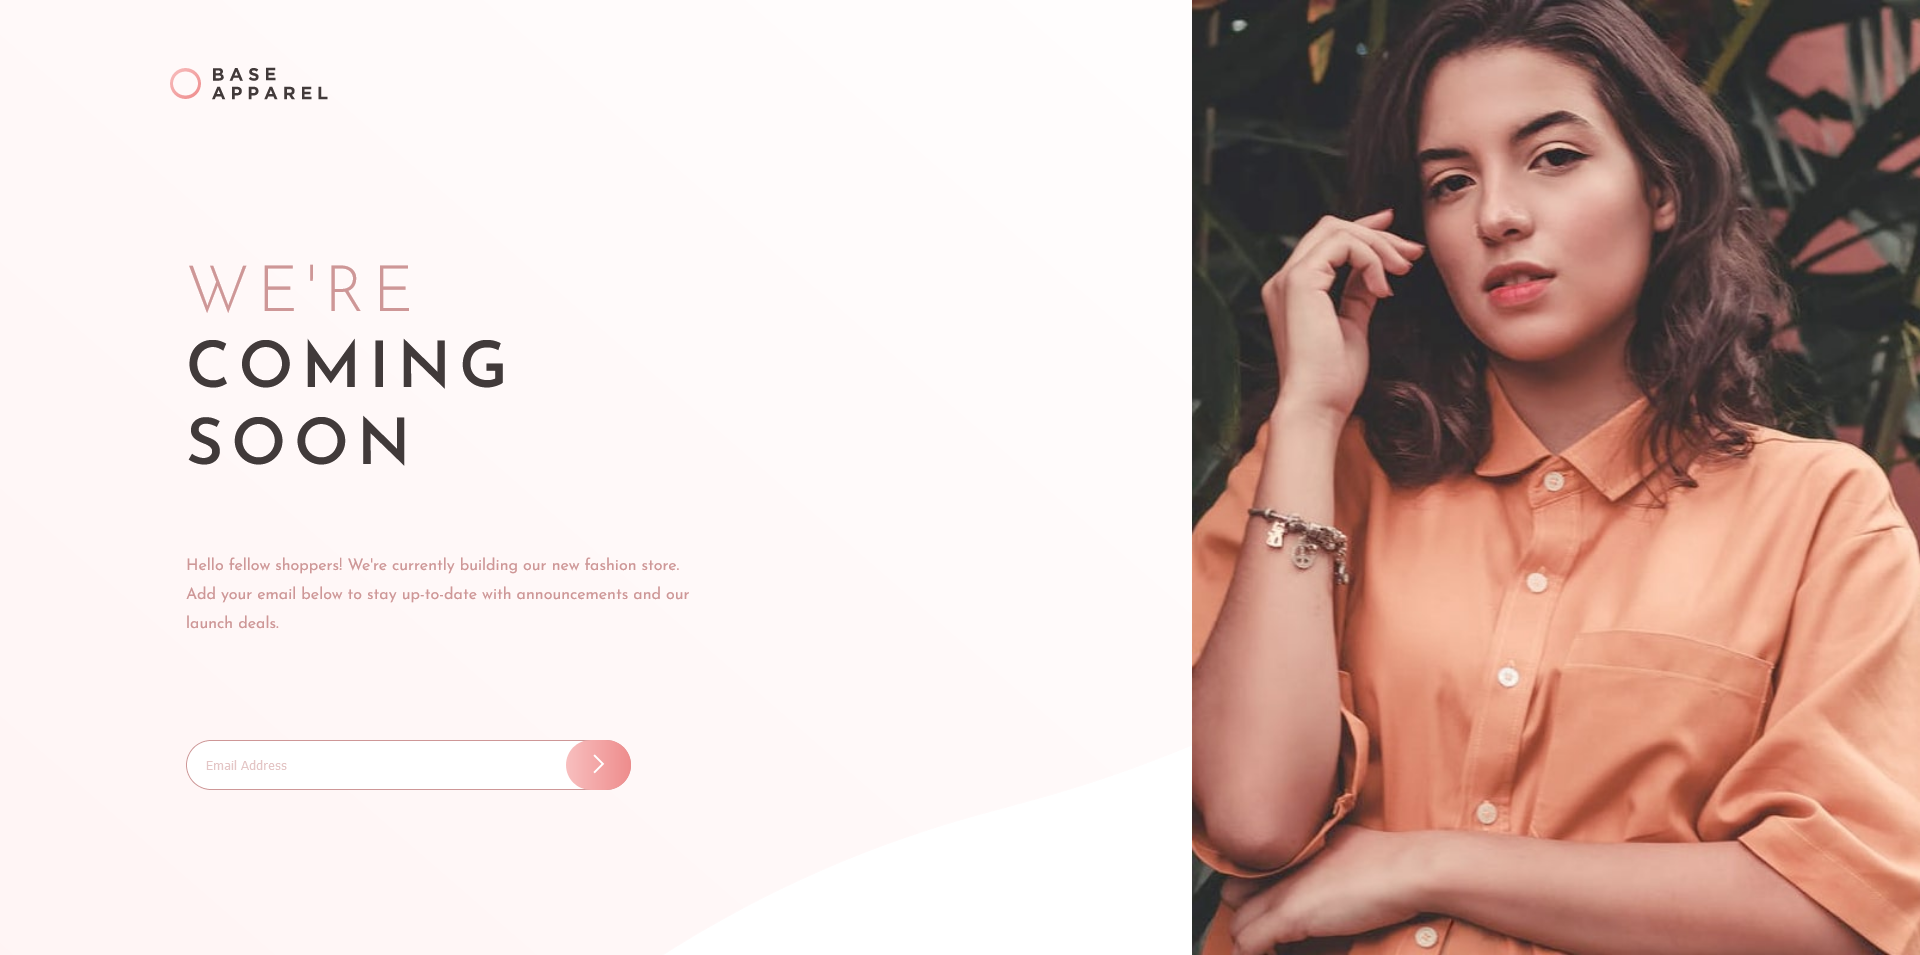 BASE
APPAREL
WE'RE
COMING
SOON
Hello fellow shoppers! We're currently building our new fashion store.
Add your email below to stay up-to-date with announcements and our
launch deals.
Email Address